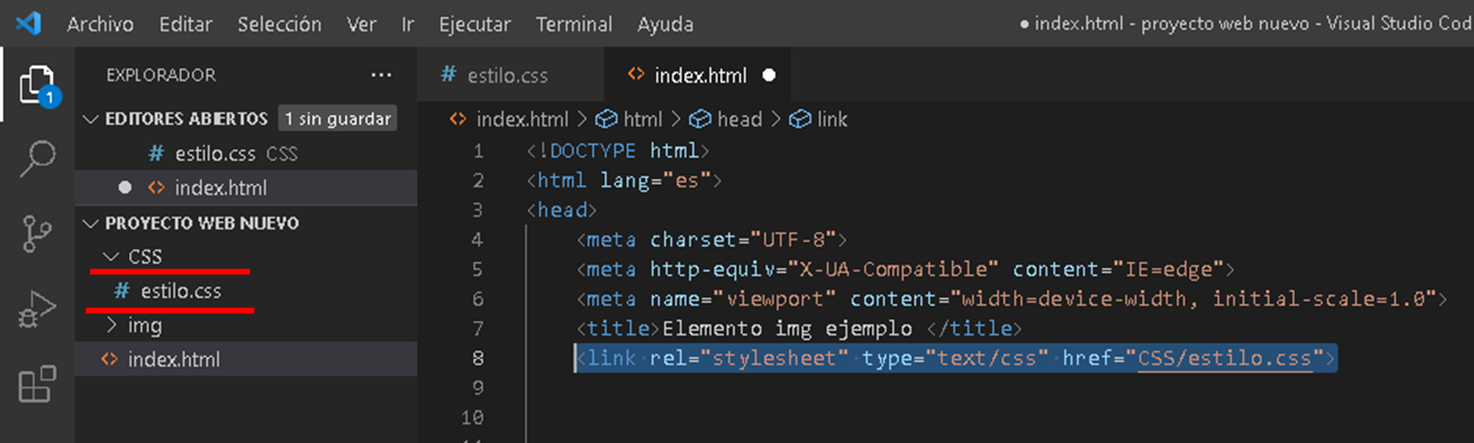 Archivo Editar Selección Ver Ir Ejecutar Terminal Ayuda ● index.html - proyecto web nuevo - Visual Studio Cod
1
EXPLORADOR ···
EDITORES ABIERTOS 1 sin guardar
# estilo.css CSS
● <> index.html
PROYECTO WEB NUEVO
CSS
# estilo.css
img
<> index.html
# estilo.css <> index.html ●
<> index.html > html > head > link
1 <!DOCTYPE html>
2 <html lang="es">
3 <head>
4 <meta charset="UTF-8">
5 <meta http-equiv="X-UA-Compatible" content="IE=edge">
6 <meta name="viewport" content="width=device-width, initial-scale=1.0">
7 <title>Elemento img ejemplo </title>
8 <link rel="stylesheet" type="text/css" href="CSS/estilo.css">
9
10